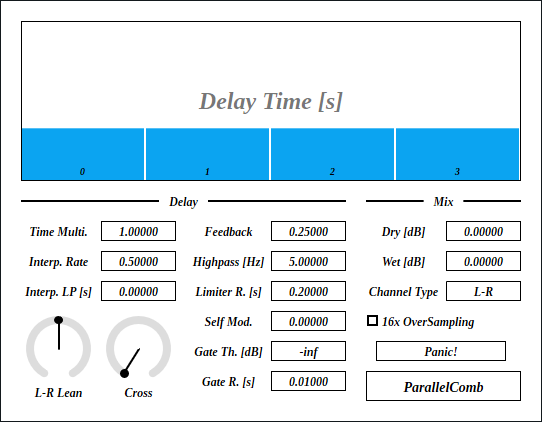 Delay Time [s]
0 1 2 3
Delay
Mix
Time Multi. 1.00000 Feedback 0.25000 Dry [dB] 0.00000
Interp. Rate 0.50000 Highpass [Hz] 5.00000 Wet [dB] 0.00000
Interp. LP [s] 0.00000 Limiter R. [s] 0.20000 Channel Type L-R
Self Mod. 0.00000 16x OverSampling
Gate Th. [dB] -inf Panic!
Gate R. [s] 0.01000 ParallelComb
L-R Lean Cross